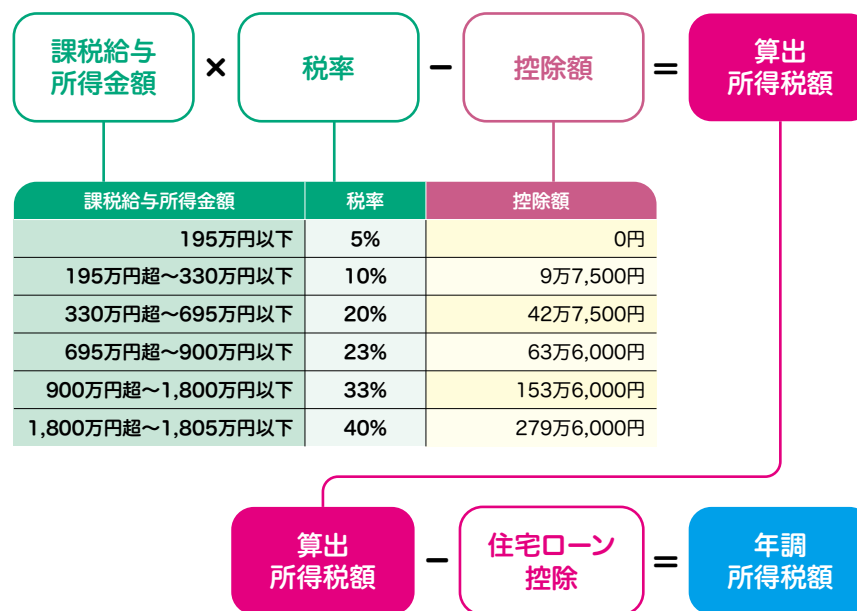 課税給与
所得金額
×
税率
−
控除額
=
算出
所得税額
課税給与所得金額 税率 控除額
195万円以下 5% 0円
195万円超〜330万円以下 10% 9万7,500円
330万円超〜695万円以下 20% 42万7,500円
695万円超〜900万円以下 23% 63万6,000円
900万円超〜1,800万円以下 33% 153万6,000円
1,800万円超〜1,805万円以下 40% 279万6,000円
算出
所得税額
−
住宅ローン
控除
=
年調
所得税額